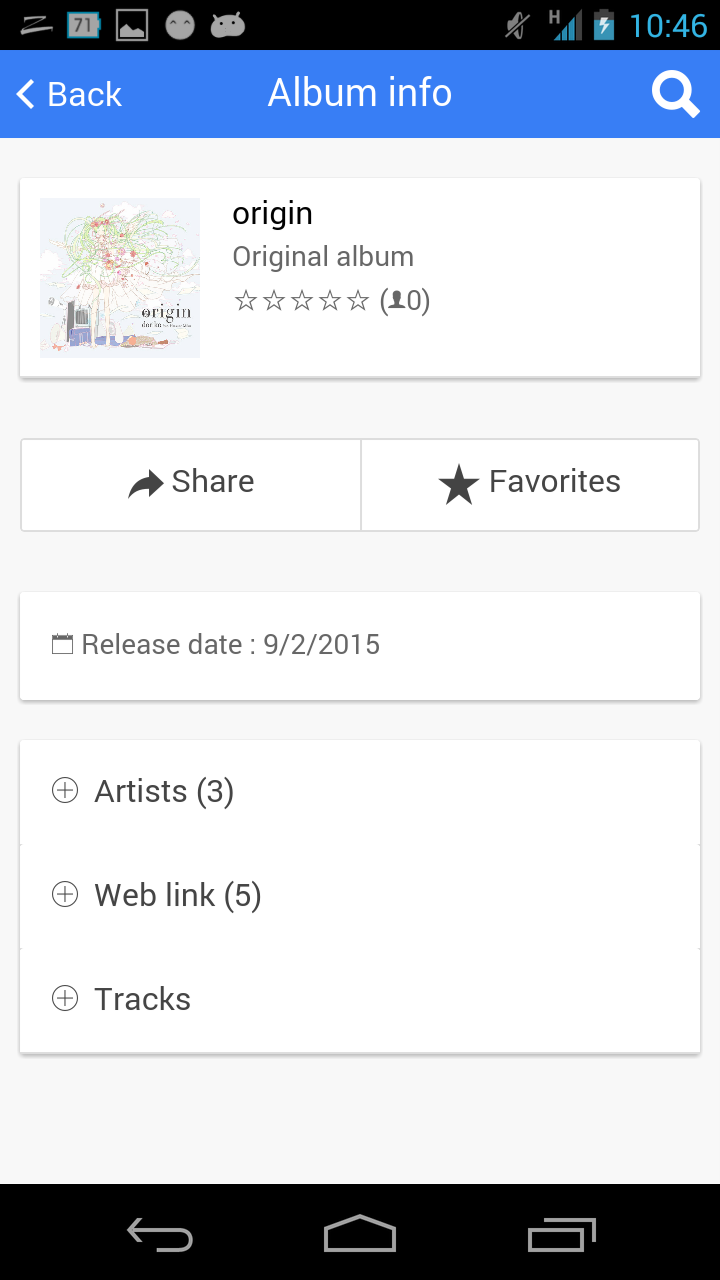 71
H
10:46
Back
Album info
origin
Original album
☆☆☆☆☆ (0)
origin
Share
Favorites
Release date : 9/2/2015
Artists (3)
Web link (5)
Tracks